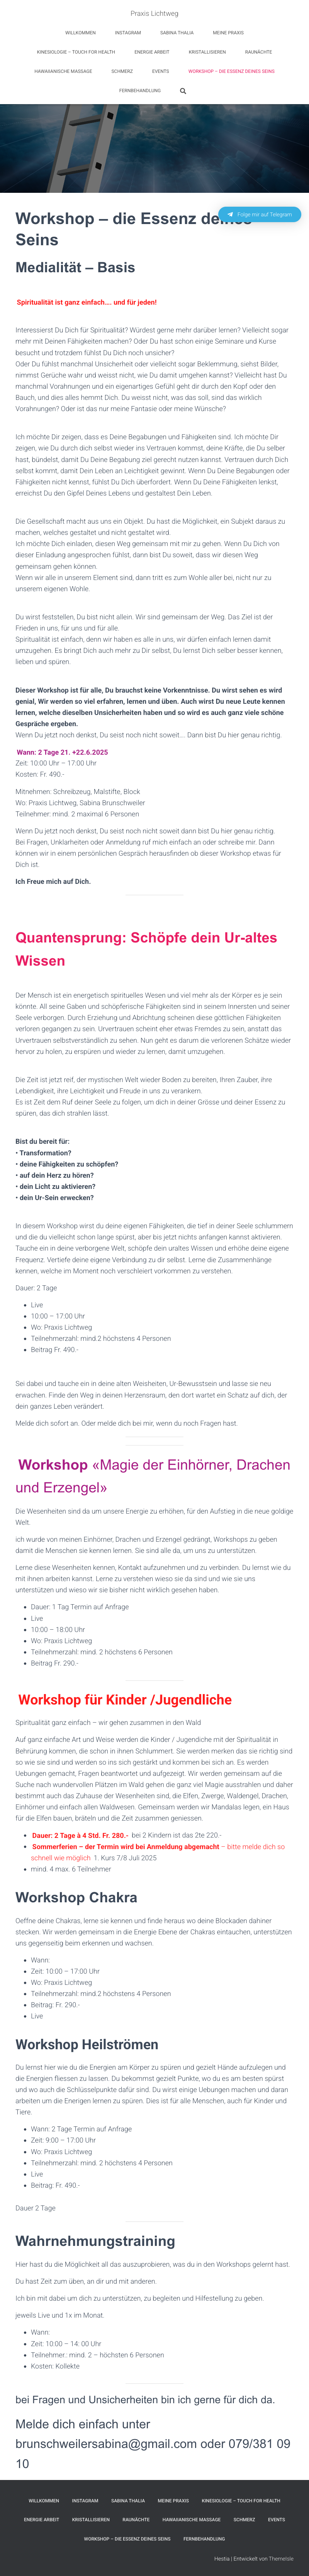 Praxis Lichtweg
WILLKOMMEN INSTAGRAM SABINA THALIA MEINE PRAXIS
KINESIOLOGIE – TOUCH FOR HEALTH ENERGIE ARBEIT KRISTALLISIEREN RAUNÄCHTE
HAWAIIANISCHE MASSAGE SCHMERZ EVENTS WORKSHOP – DIE ESSENZ DEINES SEINS
FERNBEHANDLUNG
Folge mir auf Telegram
Workshop – die Essenz deines
Seins
Medialität – Basis
Spiritualität ist ganz einfach…. und für jeden!
Interessierst Du Dich für Spiritualität? Würdest gerne mehr darüber lernen? Vielleicht sogar
mehr mit Deinen Fähigkeiten machen? Oder Du hast schon einige Seminare und Kurse
besucht und trotzdem fühlst Du Dich noch unsicher?
Oder Du fühlst manchmal Unsicherheit oder vielleicht sogar Beklemmung, siehst Bilder,
nimmst Gerüche wahr und weisst nicht, wie Du damit umgehen kannst? Vielleicht hast Du
manchmal Vorahnungen und ein eigenartiges Gefühl geht dir durch den Kopf oder den
Bauch, und dies alles hemmt Dich. Du weisst nicht, was das soll, sind das wirklich
Vorahnungen? Oder ist das nur meine Fantasie oder meine Wünsche?
Ich möchte Dir zeigen, dass es Deine Begabungen und Fähigkeiten sind. Ich möchte Dir
zeigen, wie Du durch dich selbst wieder ins Vertrauen kommst, deine Kräfte, die Du selber
hast, bündelst, damit Du Deine Begabung ziel gerecht nutzen kannst. Vertrauen durch Dich
selbst kommt, damit Dein Leben an Leichtigkeit gewinnt. Wenn Du Deine Begabungen oder
Fähigkeiten nicht kennst, fühlst Du Dich überfordert. Wenn Du Deine Fähigkeiten lenkst,
erreichst Du den Gipfel Deines Lebens und gestaltest Dein Leben.
Die Gesellschaft macht aus uns ein Objekt. Du hast die Möglichkeit, ein Subjekt daraus zu
machen, welches gestaltet und nicht gestaltet wird.
Ich möchte Dich einladen, diesen Weg gemeinsam mit mir zu gehen. Wenn Du Dich von
dieser Einladung angesprochen fühlst, dann bist Du soweit, dass wir diesen Weg
gemeinsam gehen können.
Wenn wir alle in unserem Element sind, dann tritt es zum Wohle aller bei, nicht nur zu
unserem eigenen Wohle.
Du wirst feststellen, Du bist nicht allein. Wir sind gemeinsam der Weg. Das Ziel ist der
Frieden in uns, für uns und für alle.
Spiritualität ist einfach, denn wir haben es alle in uns, wir dürfen einfach lernen damit
umzugehen. Es bringt Dich auch mehr zu Dir selbst, Du lernst Dich selber besser kennen,
lieben und spüren.
Dieser Workshop ist für alle, Du brauchst keine Vorkenntnisse. Du wirst sehen es wird
genial, Wir werden so viel erfahren, lernen und üben. Auch wirst Du neue Leute kennen
lernen, welche dieselben Unsicherheiten haben und so wird es auch ganz viele schöne
Gespräche ergeben.
Wenn Du jetzt noch denkst, Du seist noch nicht soweit…. Dann bist Du hier genau richtig.
Wann: 2 Tage 21. +22.6.2025
Zeit: 10:00 Uhr – 17:00 Uhr
Kosten: Fr. 490.-
Mitnehmen: Schreibzeug, Malstifte, Block
Wo: Praxis Lichtweg, Sabina Brunschweiler
Teilnehmer: mind. 2 maximal 6 Personen
Wenn Du jetzt noch denkst, Du seist noch nicht soweit dann bist Du hier genau richtig.
Bei Fragen, Unklarheiten oder Anmeldung ruf mich einfach an oder schreibe mir. Dann
können wir in einem persönlichen Gespräch herausfinden ob dieser Workshop etwas für
Dich ist.
Ich Freue mich auf Dich.
Quantensprung: Schöpfe dein Ur-altes
Wissen
Der Mensch ist ein energetisch spirituelles Wesen und viel mehr als der Körper es je sein
könnte. All seine Gaben und schöpferische Fähigkeiten sind in seinem Innersten und seiner
Seele verborgen. Durch Erziehung und Abrichtung scheinen diese göttlichen Fähigkeiten
verloren gegangen zu sein. Urvertrauen scheint eher etwas Fremdes zu sein, anstatt das
Urvertrauen selbstverständlich zu sehen. Nun geht es darum die verlorenen Schätze wieder
hervor zu holen, zu erspüren und wieder zu lernen, damit umzugehen.
Die Zeit ist jetzt reif, der mystischen Welt wieder Boden zu bereiten, Ihren Zauber, ihre
Lebendigkeit, ihre Leichtigkeit und Freude in uns zu verankern.
Es ist Zeit dem Ruf deiner Seele zu folgen, um dich in deiner Grösse und deiner Essenz zu
spüren, das dich strahlen lässt.
Bist du bereit für:
• Transformation?
• deine Fähigkeiten zu schöpfen?
• auf dein Herz zu hören?
• dein Licht zu aktivieren?
• dein Ur-Sein erwecken?
In diesem Workshop wirst du deine eigenen Fähigkeiten, die tief in deiner Seele schlummern
und die du vielleicht schon lange spürst, aber bis jetzt nichts anfangen kannst aktivieren.
Tauche ein in deine verborgene Welt, schöpfe dein uraltes Wissen und erhöhe deine eigene
Frequenz. Vertiefe deine eigene Verbindung zu dir selbst. Lerne die Zusammenhänge
kennen, welche im Moment noch verschleiert vorkommen zu verstehen.
Dauer: 2 Tage
Live
10:00 – 17:00 Uhr
Wo: Praxis Lichtweg
Teilnehmerzahl: mind.2 höchstens 4 Personen
Beitrag Fr. 490.-
Sei dabei und tauche ein in deine alten Weisheiten, Ur-Bewusstsein und lasse sie neu
erwachen. Finde den Weg in deinen Herzensraum, den dort wartet ein Schatz auf dich, der
dein ganzes Leben verändert.
Melde dich sofort an. Oder melde dich bei mir, wenn du noch Fragen hast.
Workshop «Magie der Einhörner, Drachen
und Erzengel»
Die Wesenheiten sind da um unsere Energie zu erhöhen, für den Aufstieg in die neue goldige
Welt.
ich wurde von meinen Einhörner, Drachen und Erzengel gedrängt, Workshops zu geben
damit die Menschen sie kennen lernen. Sie sind alle da, um uns zu unterstützen.
Lerne diese Wesenheiten kennen, Kontakt aufzunehmen und zu verbinden. Du lernst wie du
mit ihnen arbeiten kannst. Lerne zu verstehen wieso sie da sind und wie sie uns
unterstützen und wieso wir sie bisher nicht wirklich gesehen haben.
Dauer: 1 Tag Termin auf Anfrage
Live
10:00 – 18:00 Uhr
Wo: Praxis Lichtweg
Teilnehmerzahl: mind. 2 höchstens 6 Personen
Beitrag Fr. 290.-
Workshop für Kinder /Jugendliche
Spiritualität ganz einfach – wir gehen zusammen in den Wald
Auf ganz einfache Art und Weise werden die Kinder / Jugendiche mit der Spiritualität in
Berührung kommen, die schon in ihnen Schlummert. Sie werden merken das sie richtig sind
so wie sie sind und werden so oft es geht sich gestärkt und kommen bei sich an. Es werden
Uebungen gemacht, Fragen beantwortet und aufgezeigt. Wir werden gemeinsam auf die
Suche nach wundervollen Plätzen im Wald gehen die ganz viel Magie ausstrahlen und daher
bestimmt auch das Zuhause der Wesenheiten sind, die Elfen, Zwerge, Waldengel, Drachen,
Einhörner und einfach allen Waldwesen. Gemeinsam werden wir Mandalas legen, ein Haus
für die Elfen bauen, bräteln und die Zeit zusammen geniessen.
Dauer: 2 Tage à 4 Std. Fr. 280.- bei 2 Kindern ist das 2te 220.-
Sommerferien – der Termin wird bei Anmeldung abgemacht – bitte melde dich so
schnell wie möglich 1. Kurs 7/8 Juli 2025
mind. 4 max. 6 Teilnehmer
Workshop Chakra
Oeffne deine Chakras, lerne sie kennen und finde heraus wo deine Blockaden dahiner
stecken. Wir werden gemeinsam in die Energie Ebene der Chakras eintauchen, unterstützen
uns gegenseitig beim erkennen und wachsen.
Wann:
Zeit: 10:00 – 17:00 Uhr
Wo: Praxis Lichtweg
Teilnehmerzahl: mind.2 höchstens 4 Personen
Beitrag: Fr. 290.-
Live
Workshop Heilströmen
Du lernst hier wie du die Energien am Körper zu spüren und gezielt Hände aufzulegen und
die Energien fliessen zu lassen. Du bekommst gezielt Punkte, wo du es am besten spürst
und wo auch die Schlüsselpunkte dafür sind. Du wirst einige Uebungen machen und daran
arbeiten um die Enerigen lernen zu spüren. Dies ist für alle Menschen, auch für Kinder und
Tiere.
Wann: 2 Tage Termin auf Anfrage
Zeit: 9:00 – 17:00 Uhr
Wo: Praxis Lichtweg
Teilnehmerzahl: mind. 2 höchstens 4 Personen
Live
Beitrag: Fr. 490.-
Dauer 2 Tage
Wahrnehmungstraining
Hier hast du die Möglichkeit all das auszuprobieren, was du in den Workshops gelernt hast.
Du hast Zeit zum üben, an dir und mit anderen.
Ich bin mit dabei um dich zu unterstützen, zu begleiten und Hilfestellung zu geben.
jeweils Live und 1x im Monat.
Wann:
Zeit: 10:00 – 14: 00 Uhr
Teilnehmer.: mind. 2 – höchsten 6 Personen
Kosten: Kollekte
bei Fragen und Unsicherheiten bin ich gerne für dich da.
Melde dich einfach unter
brunschweilersabina@gmail.com oder 079/381 09
10
WILLKOMMEN INSTAGRAM SABINA THALIA MEINE PRAXIS KINESIOLOGIE – TOUCH FOR HEALTH
ENERGIE ARBEIT KRISTALLISIEREN RAUNÄCHTE HAWAIIANISCHE MASSAGE SCHMERZ EVENTS
WORKSHOP – DIE ESSENZ DEINES SEINS FERNBEHANDLUNG
Hestia | Entwickelt von ThemeIsle